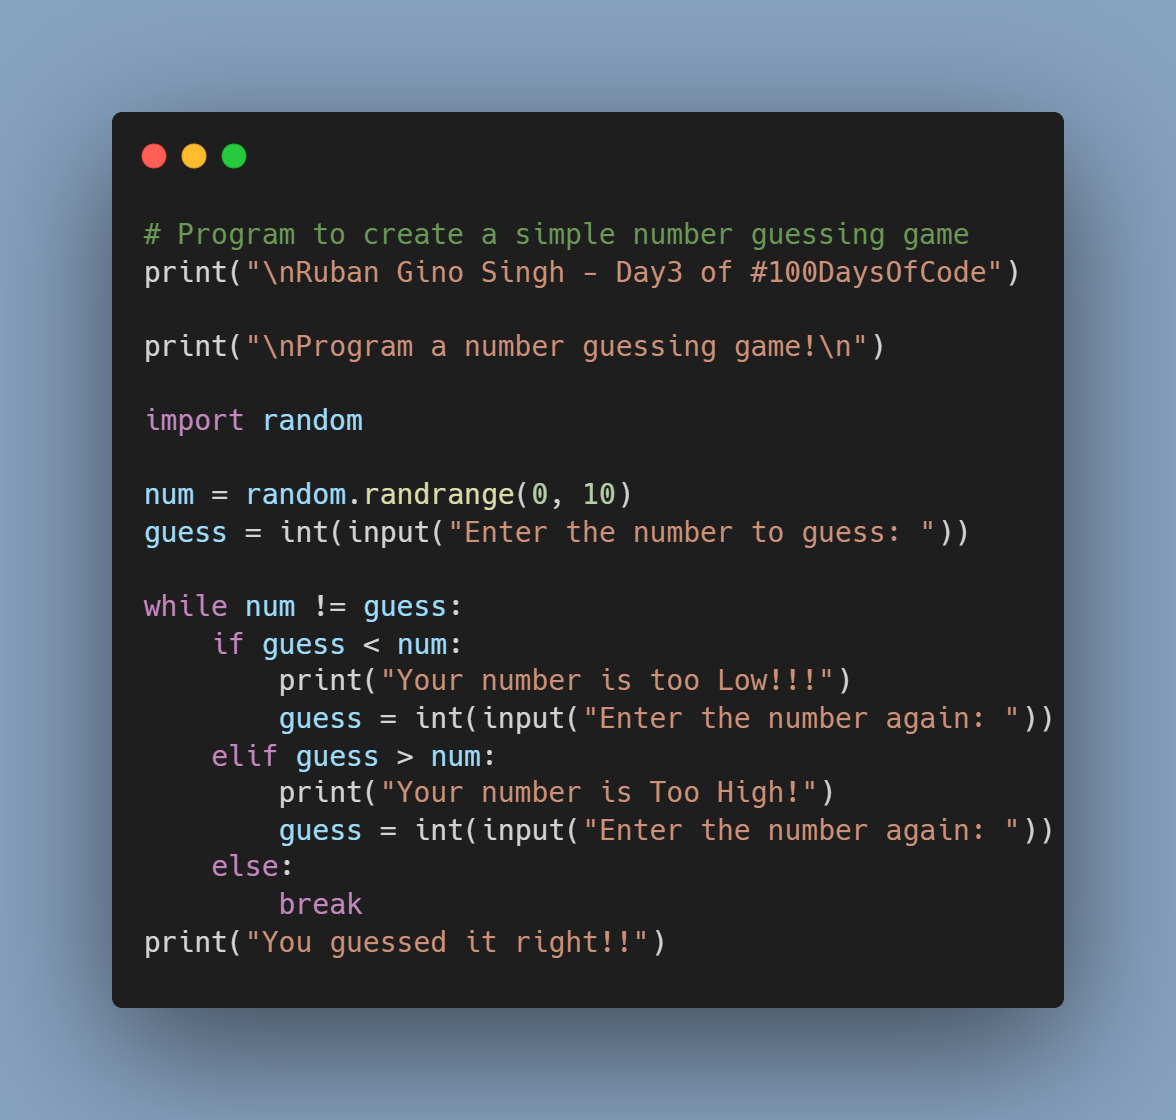 # Program to create a simple number guessing game
print("\nRuban Gino Singh - Day3 of #100DaysOfCode")

print("\nProgram a number guessing game!\n")

import random

num = random.randrange(0, 10)
guess = int(input("Enter the number to guess: "))

while num != guess:
    if guess < num:
        print("Your number is too Low!!!")
        guess = int(input("Enter the number again: "))
    elif guess > num:
        print("Your number is Too High!")
        guess = int(input("Enter the number again: "))
    else:
        break
print("You guessed it right!!")